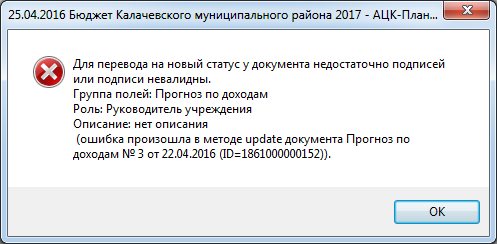 25.04.2016 Бюджет Калачевского муниципального района 2017 - АЦК-План...
Для перевода на новый статус у документа недостаточно подписей
или подписи невалидны.
Группа полей: Прогноз по доходам
Роль: Руководитель учреждения
Описание: нет описания
(ошибка произошла в методе update документа Прогноз по
доходам № 3 от 22.04.2016 (ID=1861000000152)).
OK